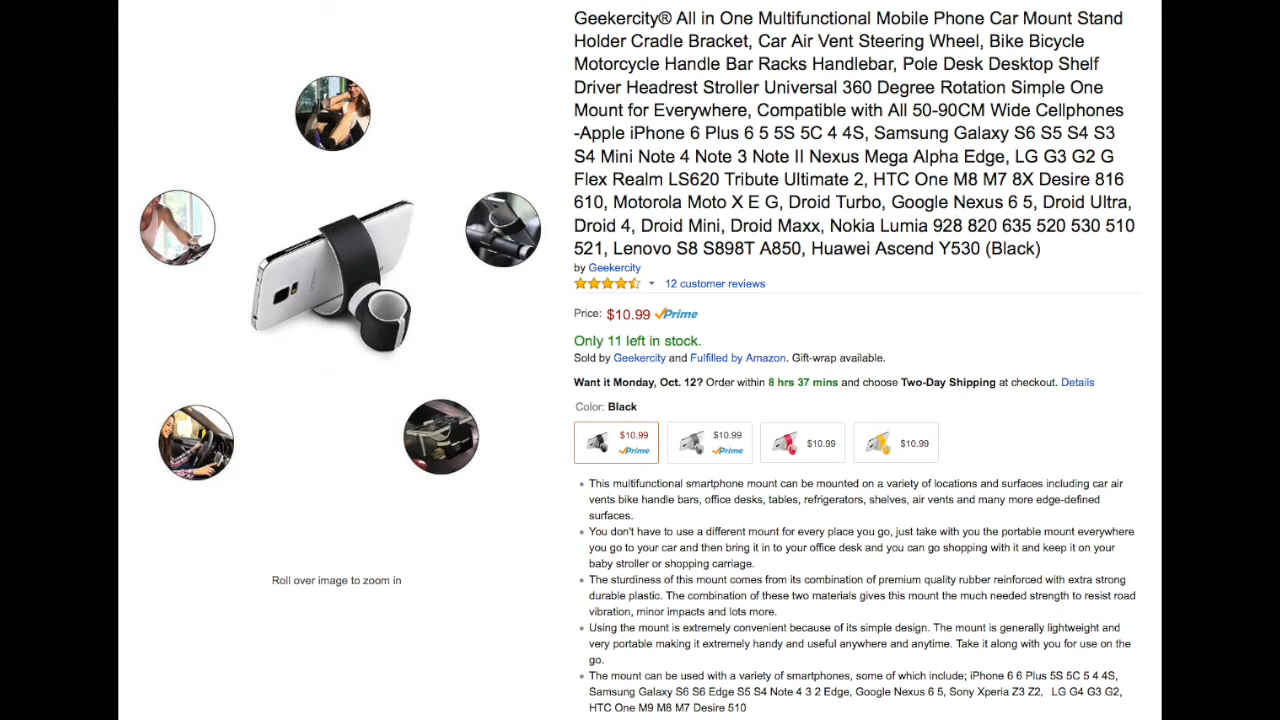 Geekercity® All in One Multifunctional Mobile Phone Car Mount Stand
Holder Cradle Bracket, Car Air Vent Steering Wheel, Bike Bicycle
Motorcycle Handle Bar Racks Handlebar, Pole Desk Desktop Shelf
Driver Headrest Stroller Universal 360 Degree Rotation Simple One
Mount for Everywhere, Compatible with All 50-90CM Wide Cellphones
-Apple iPhone 6 Plus 6 5 5S 5C 4 4S, Samsung Galaxy S6 S5 S4 S3
S4 Mini Note 4 Note 3 Note II Nexus Mega Alpha Edge, LG G3 G2 G
Flex Realm LS620 Tribute Ultimate 2, HTC One M8 M7 8X Desire 816
610, Motorola Moto X E G, Droid Turbo, Google Nexus 6 5, Droid Ultra,
Droid 4, Droid Mini, Droid Maxx, Nokia Lumia 928 820 635 520 530 510
521, Lenovo S8 S898T A850, Huawei Ascend Y530 (Black)
by Geekercity
12 customer reviews
Price: $10.99 Prime
Only 11 left in stock.
Sold by Geekercity and Fulfilled by Amazon. Gift-wrap available.
Want it Monday, Oct. 12? Order within 8 hrs 37 mins and choose Two-Day Shipping at checkout. Details
Color: Black
$10.99 Prime
$10.99 Prime
$10.99
$10.99
This multifunctional smartphone mount can be mounted on a variety of locations and surfaces including car air
vents bike handle bars, office desks, tables, refrigerators, shelves, air vents and many more edge-defined
surfaces.
You don't have to use a different mount for every place you go, just take with you the portable mount everywhere
you go to your car and then bring it in to your office desk and you can go shopping with it and keep it on your
baby stroller or shopping carriage.
The sturdiness of this mount comes from its combination of premium quality rubber reinforced with extra strong
durable plastic. The combination of these two materials gives this mount the much needed strength to resist road
vibration, minor impacts and lots more.
Using the mount is extremely convenient because of its simple design. The mount is generally lightweight and
very portable making it extremely handy and useful anywhere and anytime. Take it along with you for use on the
go.
The mount can be used with a variety of smartphones, some of which include; iPhone 6 6 Plus 5S 5C 5 4 4S,
Samsung Galaxy S6 S6 Edge S5 S4 Note 4 3 2 Edge, Google Nexus 6 5, Sony Xperia Z3 Z2, LG G4 G3 G2,
HTC One M9 M8 M7 Desire 510
Roll over image to zoom in